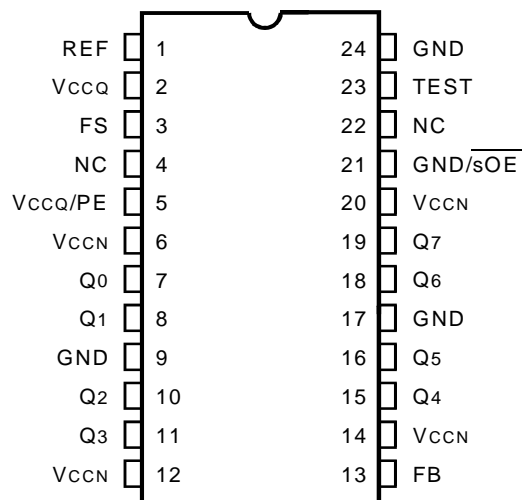 REF 1 24 GND
VCCQ 2 23 TEST
FS 3 22 NC
NC 4 21 GND/sOE
VCCQ/PE 5 20 VCCN
VCCN 6 19 Q7
Q0 7 18 Q6
Q1 8 17 GND
GND 9 16 Q5
Q2 10 15 Q4
Q3 11 14 VCCN
VCCN 12 13 FB